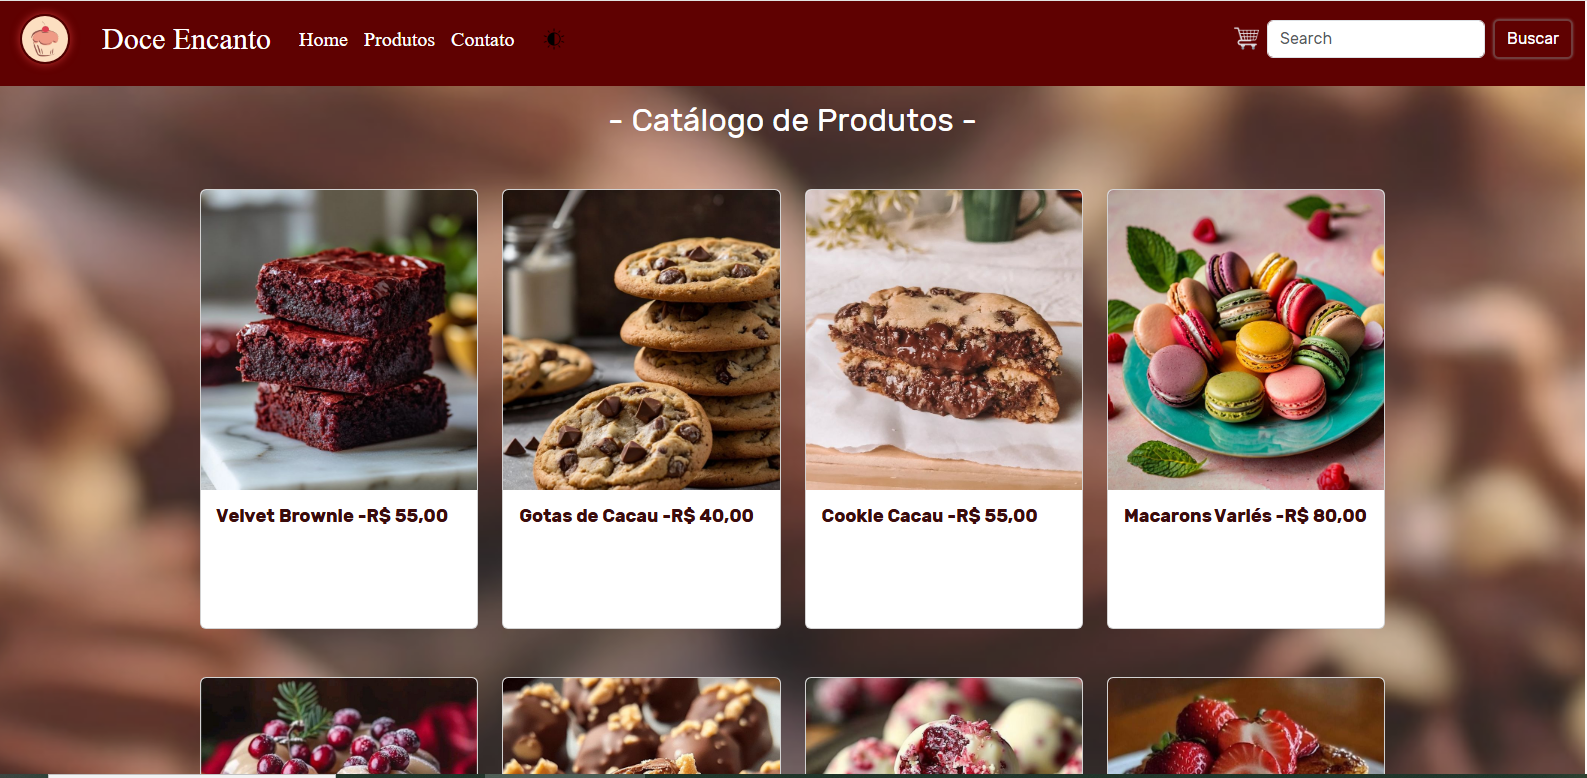 Doce Encanto Home Produtos Contato Search Buscar
- Catálogo de Produtos -
Velvet Brownie -R$ 55,00
Gotas de Cacau -R$ 40,00
Cookie Cacau -R$ 55,00
Macarons Variés -R$ 80,00